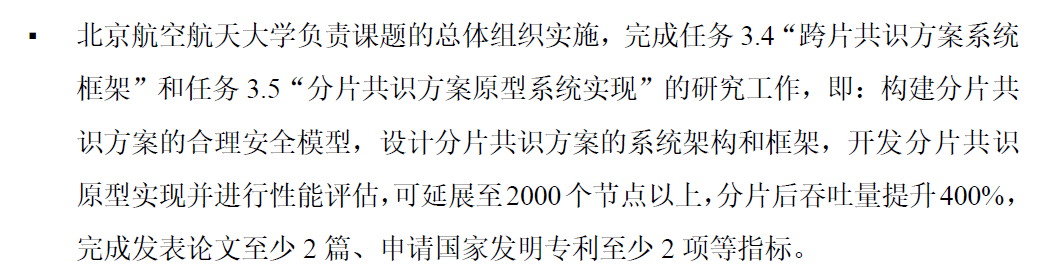 ▪ 北京航空航天大学负责课题的总体组织实施，完成任务 3.4“跨片共识方案系统
框架”和任务 3.5“分片共识方案原型系统实现”的研究工作，即：构建分片共
识方案的合理安全模型，设计分片共识方案的系统架构和框架，开发分片共识
原型实现并进行性能评估，可延展至 2000 个节点以上，分片后吞吐量提升 400%，
完成发表论文至少 2 篇、申请国家发明专利至少 2 项等指标。